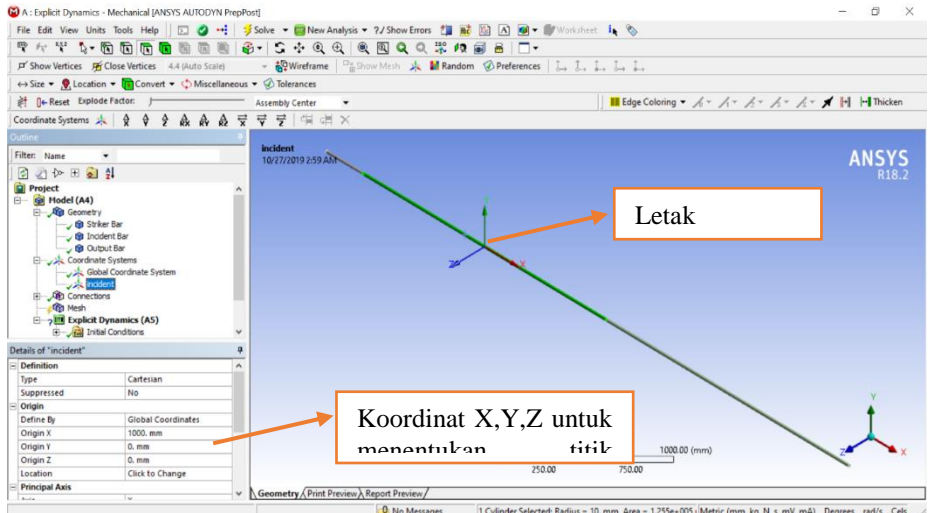 A : Explicit Dynamics - Mechanical [ANSYS AUTODYN PrepPost]
File Edit View Units Tools Help Solve New Analysis ?/ Show Errors Worksheet
Show Vertices Close Vertices 4.4 (Auto Scale) Wireframe Show Mesh Random Preferences
Size Location Convert Miscellaneous Tolerances
Reset Explode Factor: Assembly Center Edge Coloring Thicken
Coordinate Systems
Outline
Filter: Name
Project
Model (A4)
Geometry
Striker Bar
Incident Bar
Output Bar
Coordinate Systems
Global Coordinate System
incident
Connections
Mesh
Explicit Dynamics (A5)
Initial Conditions
Details of "incident"
Definition
Type Cartesian
Suppressed No
Origin
Define By Global Coordinates
Origin X 1000. mm
Origin Y 0. mm
Origin Z 0. mm
Location Click to Change
Principal Axis
incident
10/27/2019 2:59 AM
ANSYS
R18.2
Letak
Z X
Koordinat X,Y,Z untuk
menentukan titik
1000.00 (mm)
250.00 750.00
Y
Z X
Geometry Print Preview Report Preview
No Messages 1 Cylinder Selected: Radius = 10. mm, Area = 1.255e+005 Metric (mm, kg, N, s, mV, mA) Degrees rad/s Cels